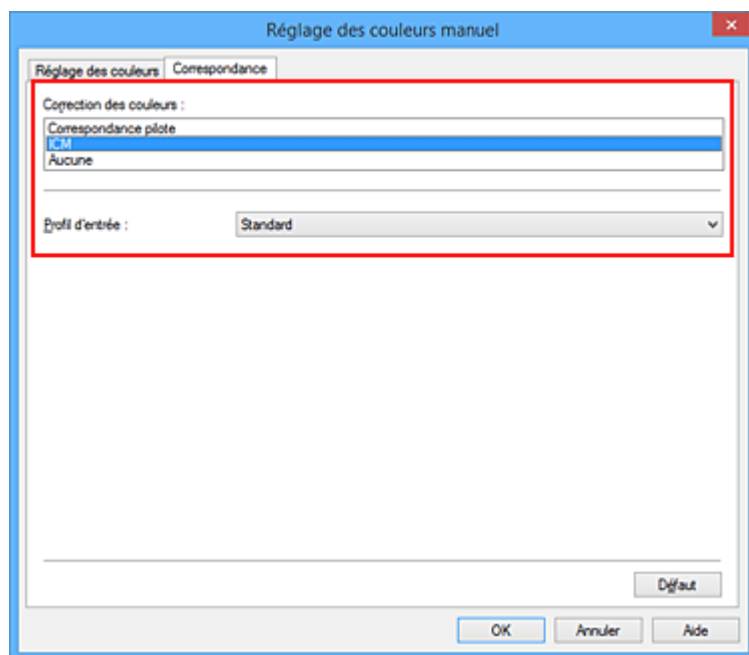 Réglage des couleurs manuel
Réglage des couleurs Correspondance
Correction des couleurs :
Correspondance pilote
ICM
Aucune
Profil d'entrée : Standard
Défaut
OK Annuler Aide